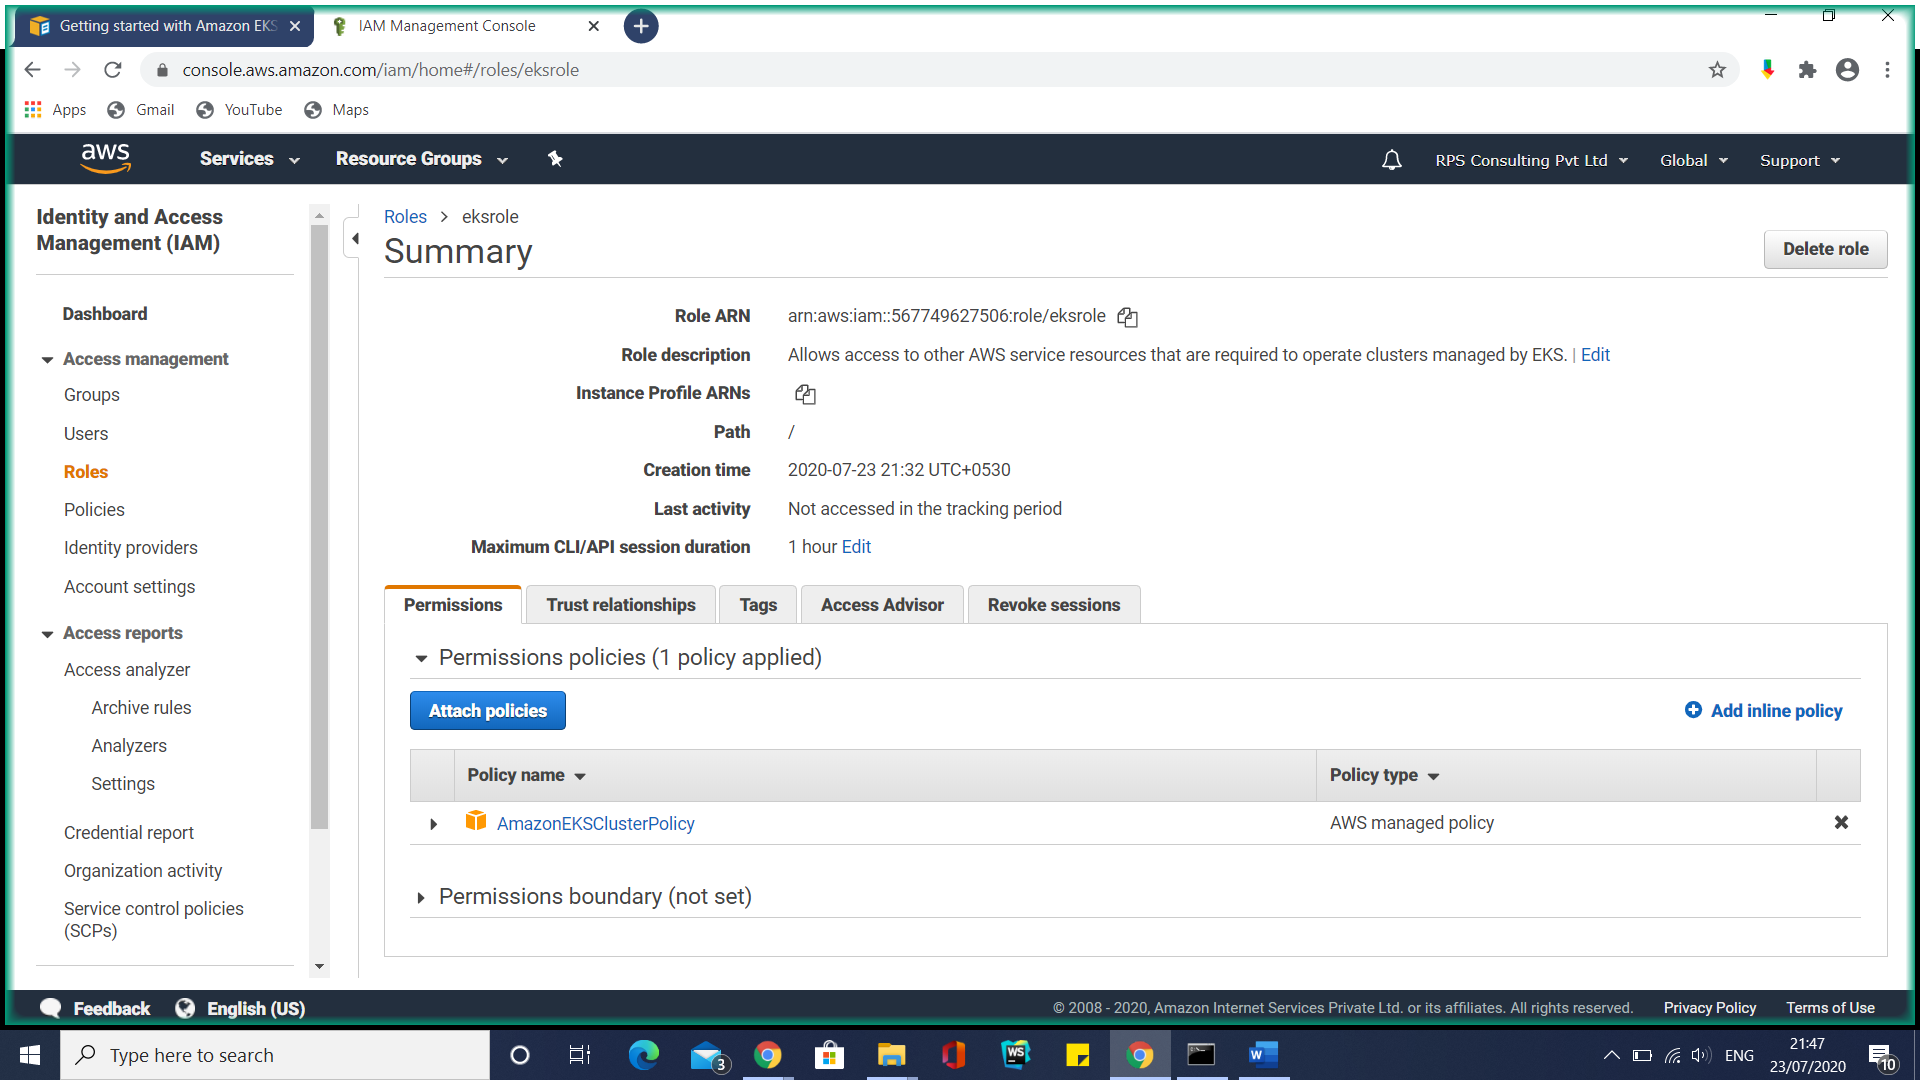 Getting started with Amazon EKS
IAM Management Console
console.aws.amazon.com/iam/home#/roles/eksrole
Apps
Gmail
YouTube
Maps
aws
Services
Resource Groups
RPS Consulting Pvt Ltd
Global
Support
Identity and Access
Management (IAM)
Dashboard
Access management
Groups
Users
Roles
Policies
Identity providers
Account settings
Access reports
Access analyzer
Archive rules
Analyzers
Settings
Credential report
Organization activity
Service control policies
(SCPs)
Roles > eksrole
Summary
Delete role
Role ARN arn:aws:iam::567749627506:role/eksrole
Role description Allows access to other AWS service resources that are required to operate clusters managed by EKS. | Edit
Instance Profile ARNs
Path /
Creation time 2020-07-23 21:32 UTC+0530
Last activity Not accessed in the tracking period
Maximum CLI/API session duration 1 hour Edit
Permissions
Trust relationships
Tags
Access Advisor
Revoke sessions
Permissions policies (1 policy applied)
Attach policies
Add inline policy
Policy name
Policy type
AmazonEKSClusterPolicy
AWS managed policy
Permissions boundary (not set)
Feedback
English (US)
© 2008 - 2020, Amazon Internet Services Private Ltd. or its affiliates. All rights reserved.
Privacy Policy
Terms of Use
Type here to search
3
WS
W
ENG
21:47
23/07/2020
10